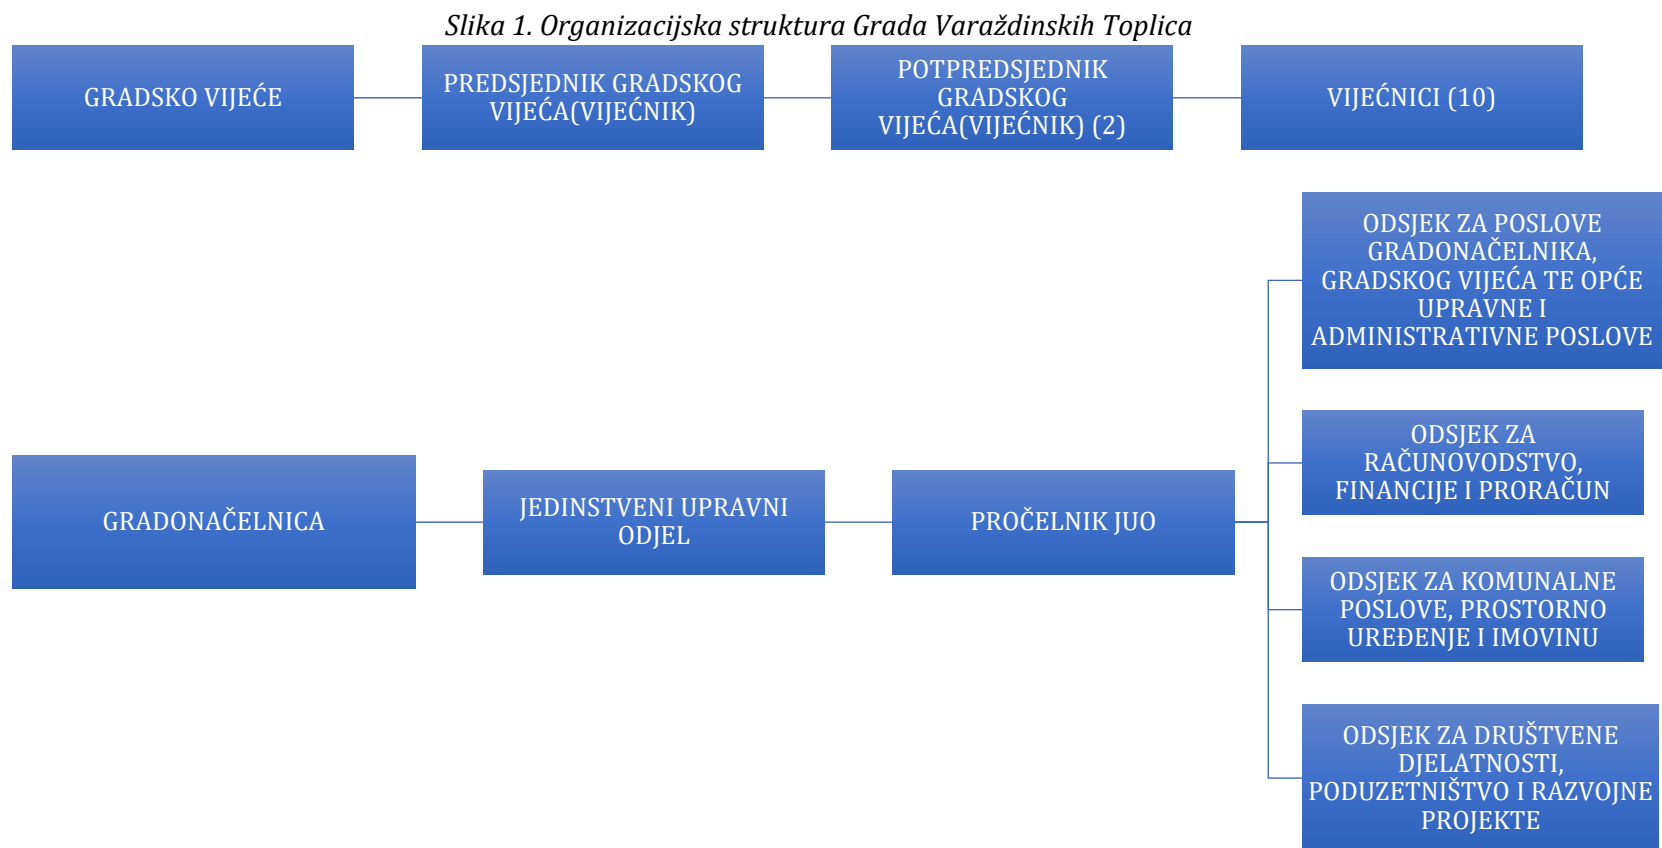 Slika 1. Organizacijska struktura Grada Varaždinskih Toplica
GRADSKO VIJEĆE
PREDSJEDNIK GRADSKOG
VIJEĆA(VIJEĆNIK)
POTPREDSJEDNIK
GRADSKOG
VIJEĆA(VIJEĆNIK) (2)
VIJEĆNICI (10)
GRADONAČELNICA
JEDINSTVENI UPRAVNI
ODJEL
PROČELNIK JUO
ODSJEK ZA POSLOVE
GRADONAČELNIKA,
GRADSKOG VIJEĆA TE OPĆE
UPRAVNE I
ADMINISTRATIVNE POSLOVE
ODSJEK ZA
RAČUNOVODSTVO,
FINANCIJE I PRORAČUN
ODSJEK ZA KOMUNALNE
POSLOVE, PROSTORNO
UREĐENJE I IMOVINU
ODSJEK ZA DRUŠTVENE
DJELATNOSTI,
PODUZETNIŠTVO I RAZVOJNE
PROJEKTE